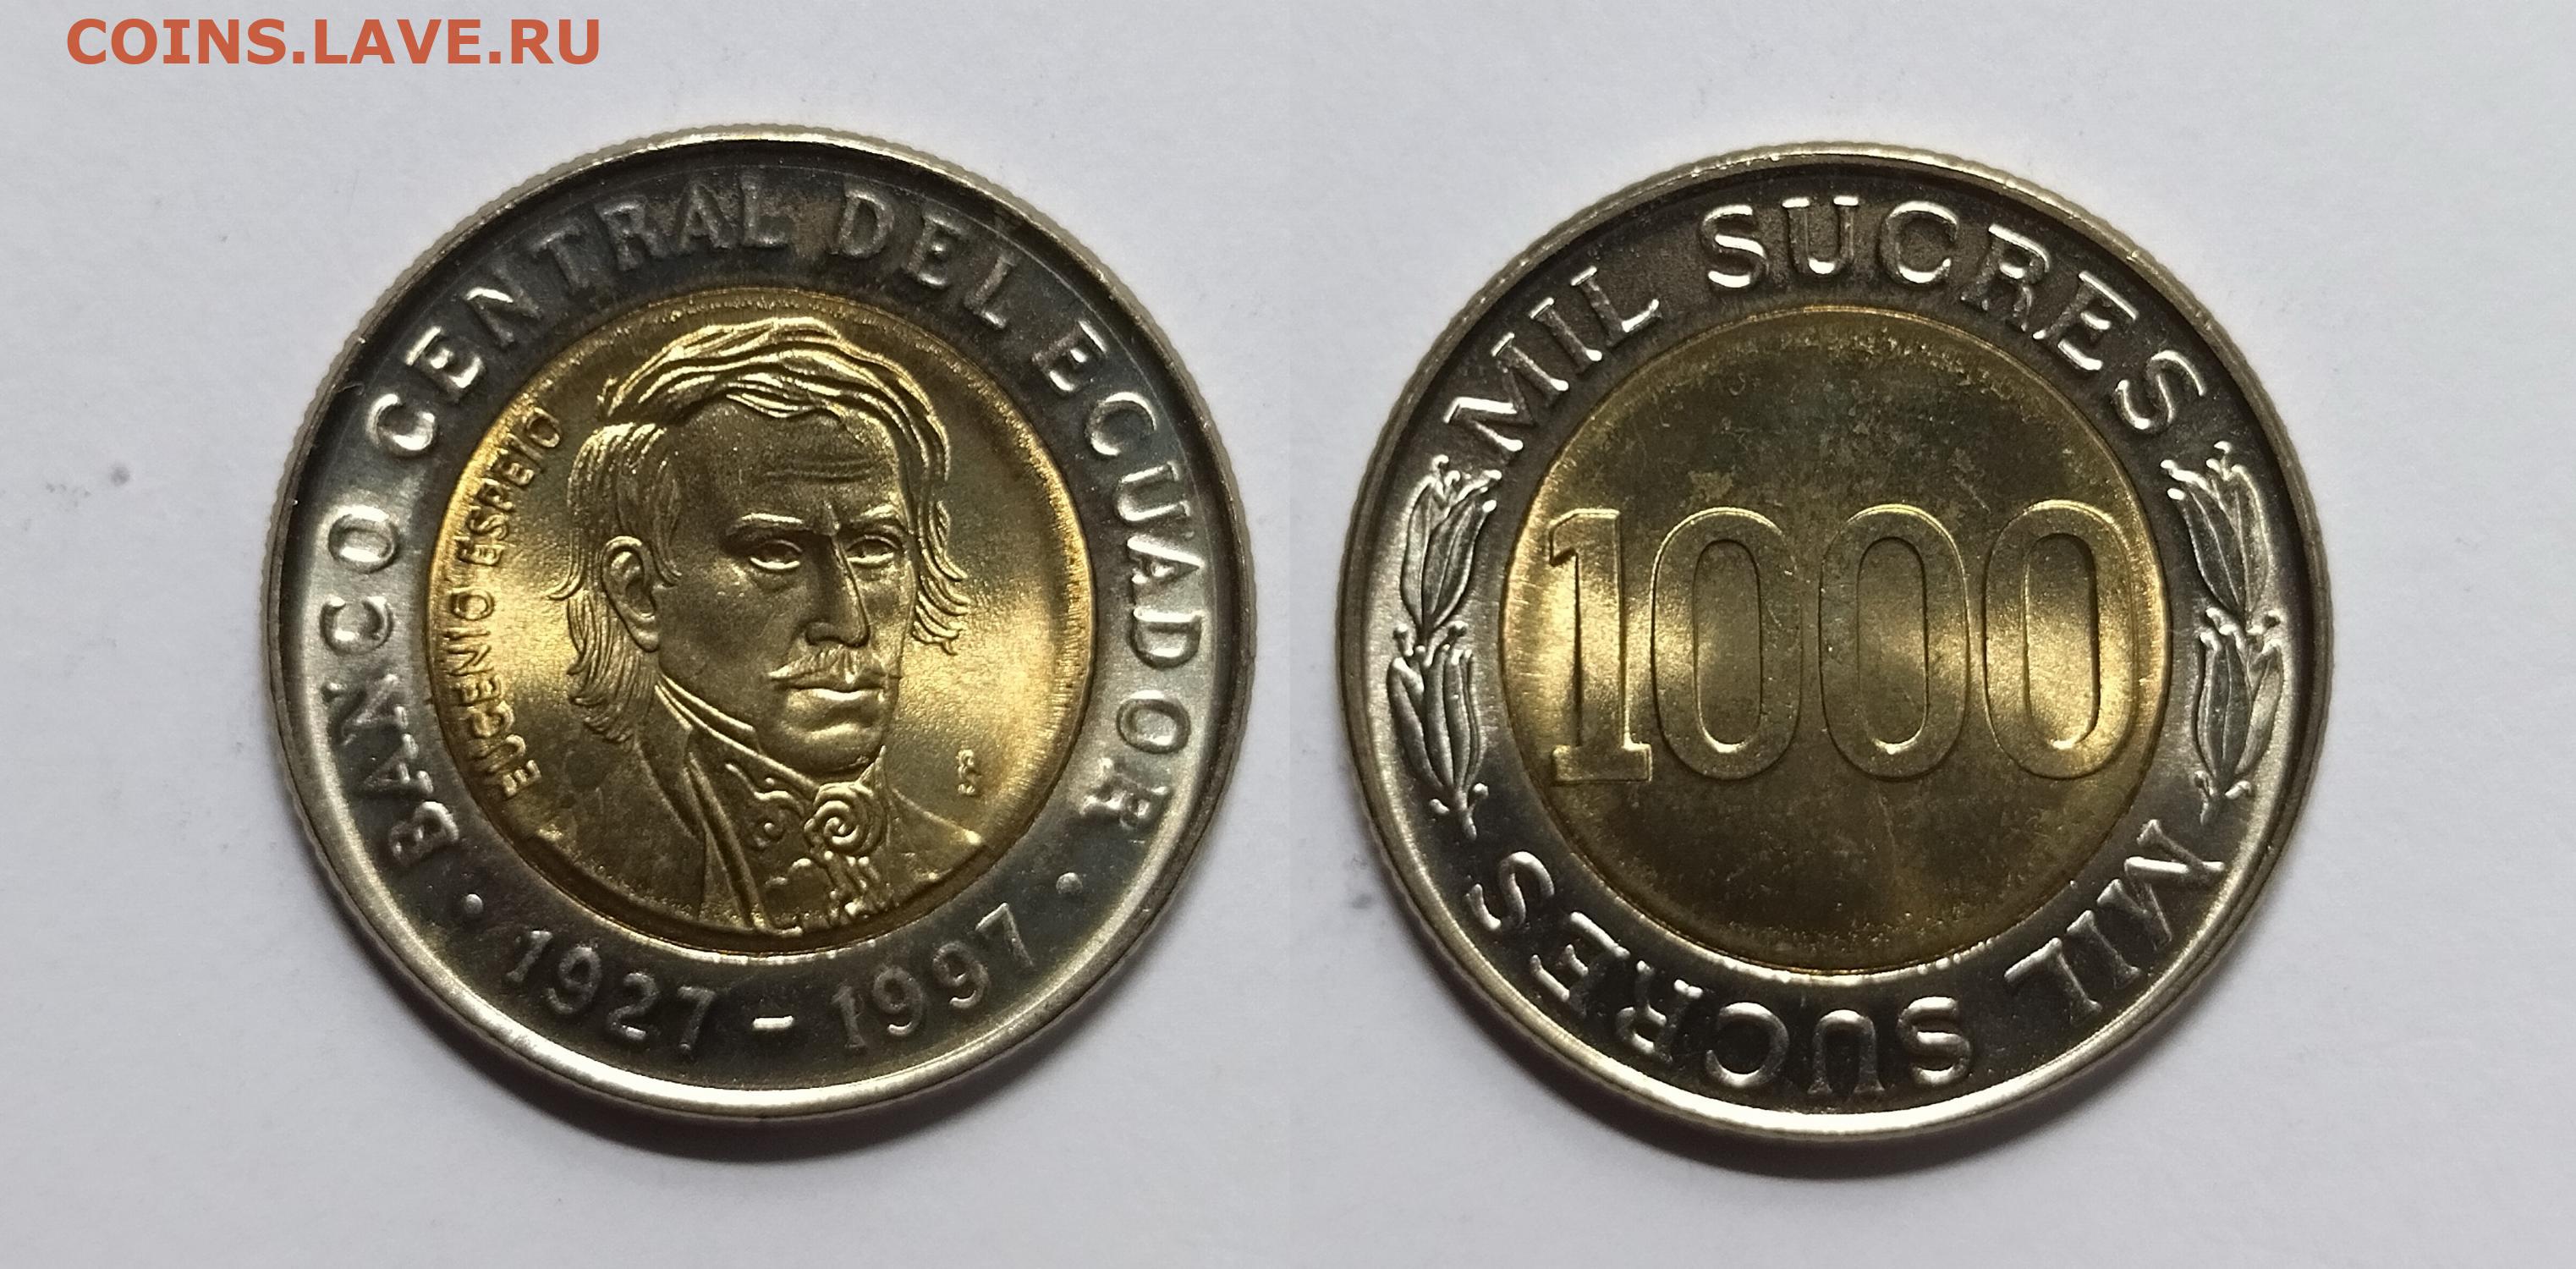 COINS.LAVE.RU
BANCO CENTRAL DEL ECUADOR
EUGENIO ESPEJO
· 1927 - 1997 ·
MIL SUCRES
1000
MIL SUCRES